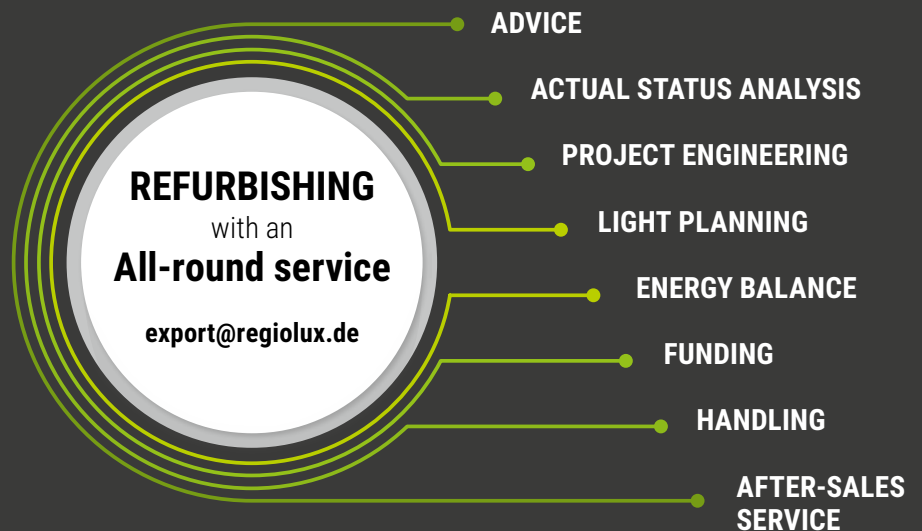 REFURBISHING
with an
All-round service
export@regiolux.de
ADVICE
ACTUAL STATUS ANALYSIS
PROJECT ENGINEERING
LIGHT PLANNING
ENERGY BALANCE
FUNDING
HANDLING
AFTER-SALES
SERVICE